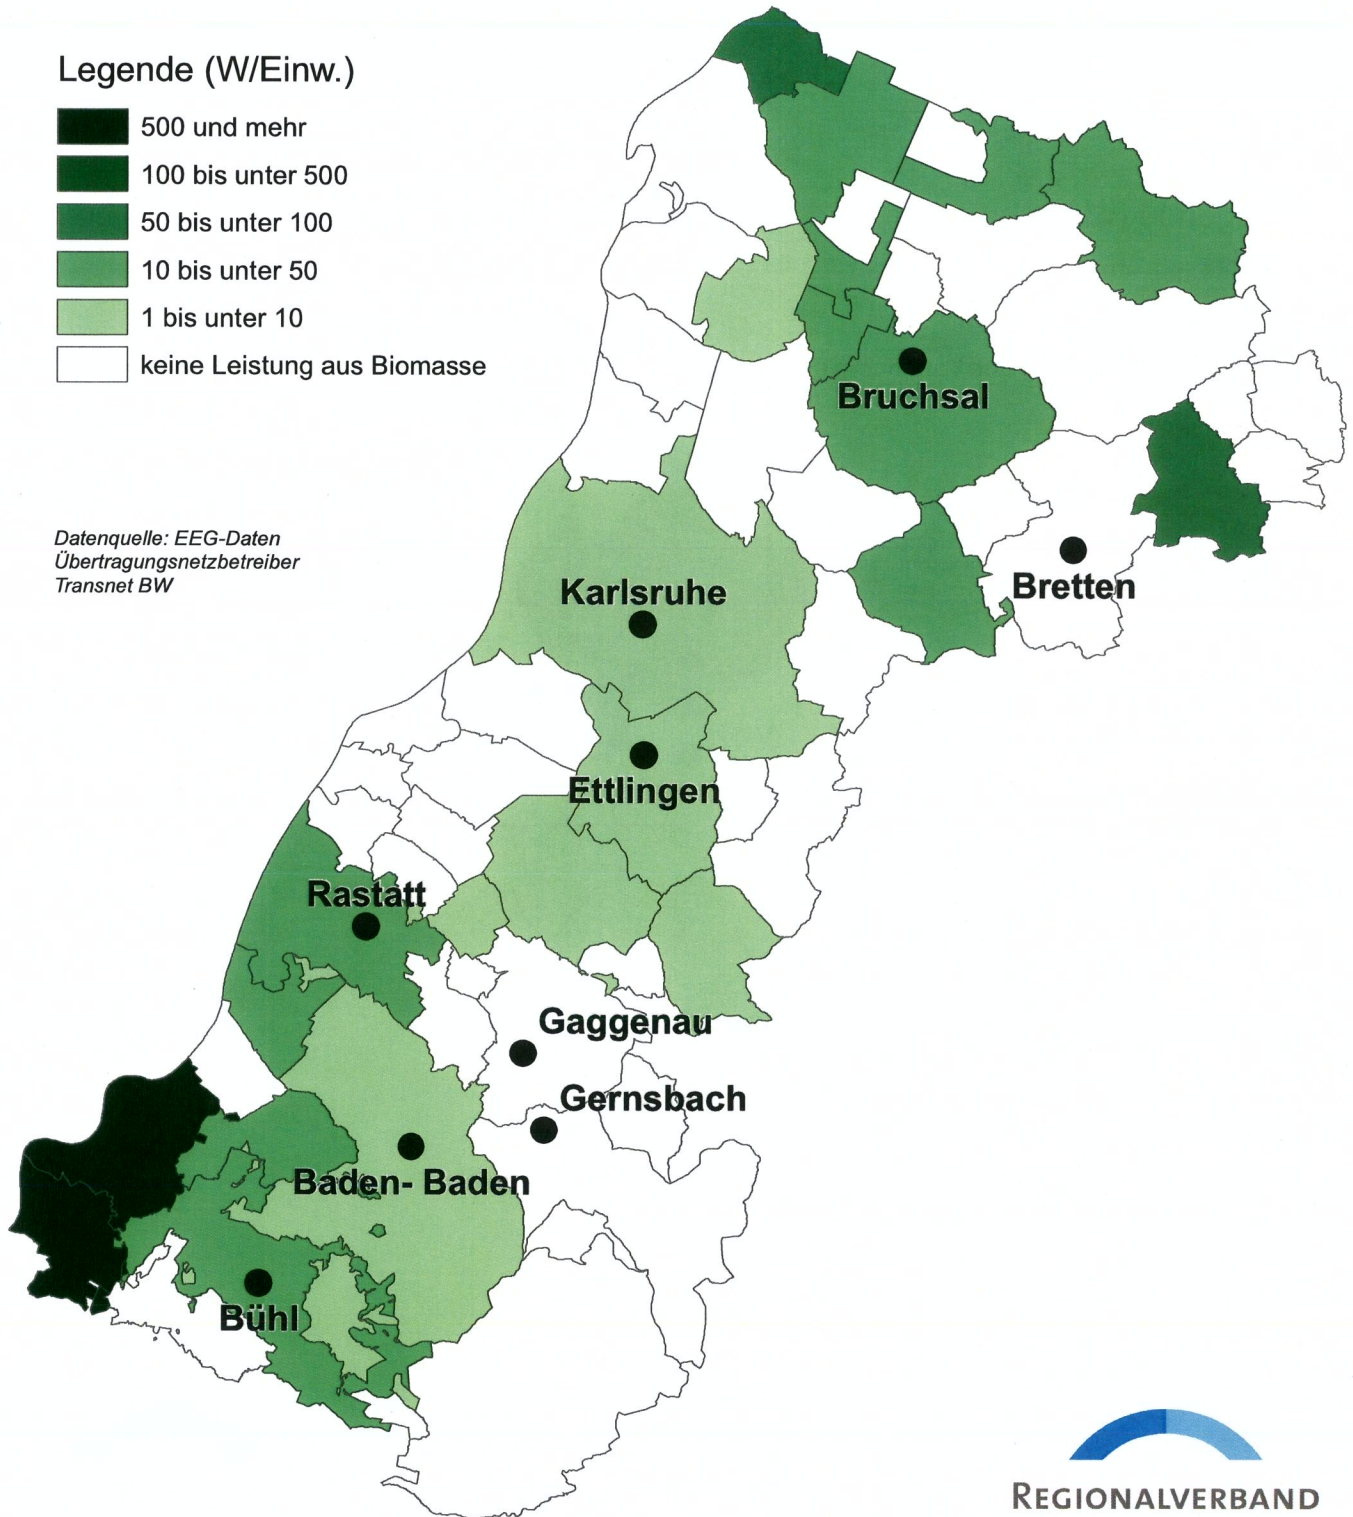 Legende (W/Einw.)
500 und mehr
100 bis unter 500
50 bis unter 100
10 bis unter 50
1 bis unter 10
keine Leistung aus Biomasse
Datenquelle: EEG-Daten
Übertragungsnetzbetreiber
Transnet BW
Bruchsal
Bretten
Karlsruhe
Ettlingen
Rastatt
Gaggenau
Gernsbach
Baden- Baden
Bühl
REGIONALVERBAND